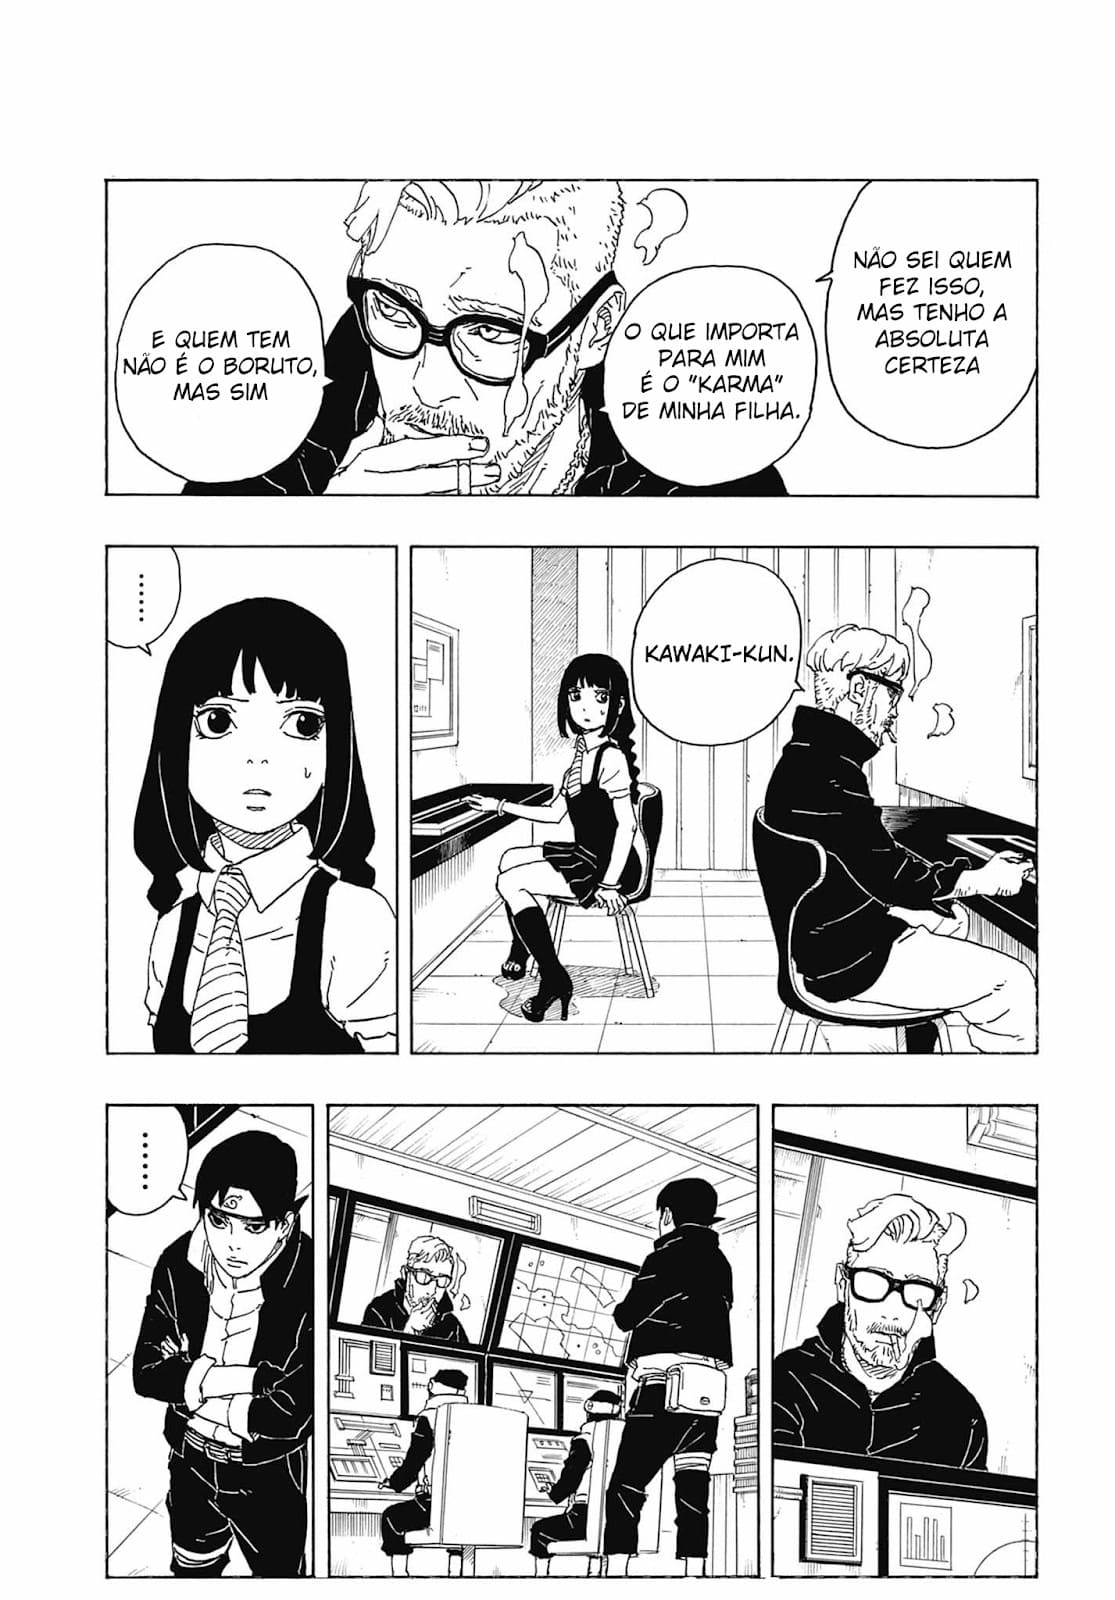 NÃO SEI QUEM
FEZ ISSO,
MAS TENHO A
ABSOLUTA
CERTEZA
O QUE IMPORTA
PARA MIM
É O "KARMA"
DE MINHA FILHA.
E QUEM TEM
NÃO É O BORUTO,
MAS SIM
KAWAKI-KUN.